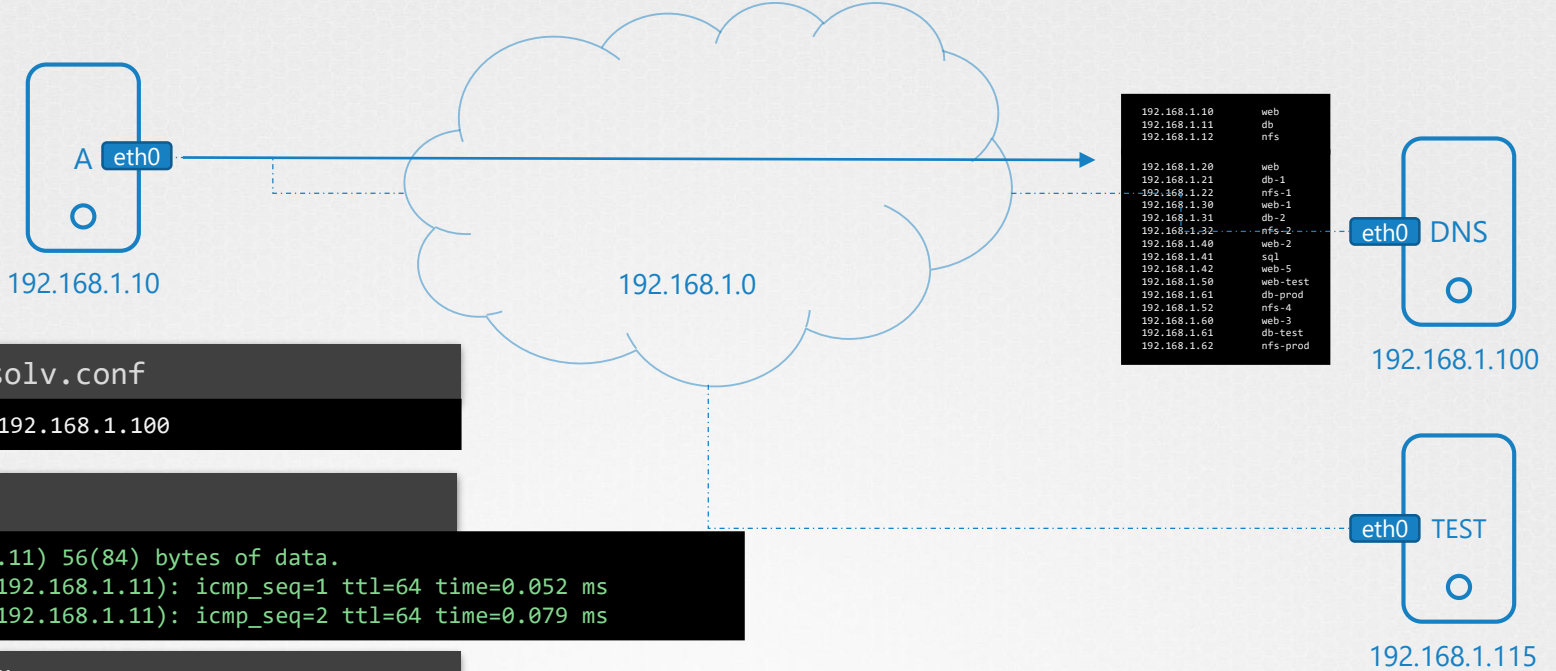 A eth0
192.168.1.10
192.168.1.0
192.168.1.10 web
192.168.1.11 db
192.168.1.12 nfs
192.168.1.20 web
192.168.1.21 db-1
192.168.1.22 nfs-1
192.168.1.30 web-1
192.168.1.31 db-2
192.168.1.32 nfs-2
192.168.1.40 web-2
192.168.1.41 sql
192.168.1.42 web-5
192.168.1.50 web-test
192.168.1.61 db-prod
192.168.1.52 nfs-4
192.168.1.60 web-3
192.168.1.61 db-test
192.168.1.62 nfs-prod
eth0 DNS
192.168.1.100
solv.conf
192.168.1.100
.11) 56(84) bytes of data.
192.168.1.11): icmp_seq=1 ttl=64 time=0.052 ms
192.168.1.11): icmp_seq=2 ttl=64 time=0.079 ms
eth0 TEST
192.168.1.115